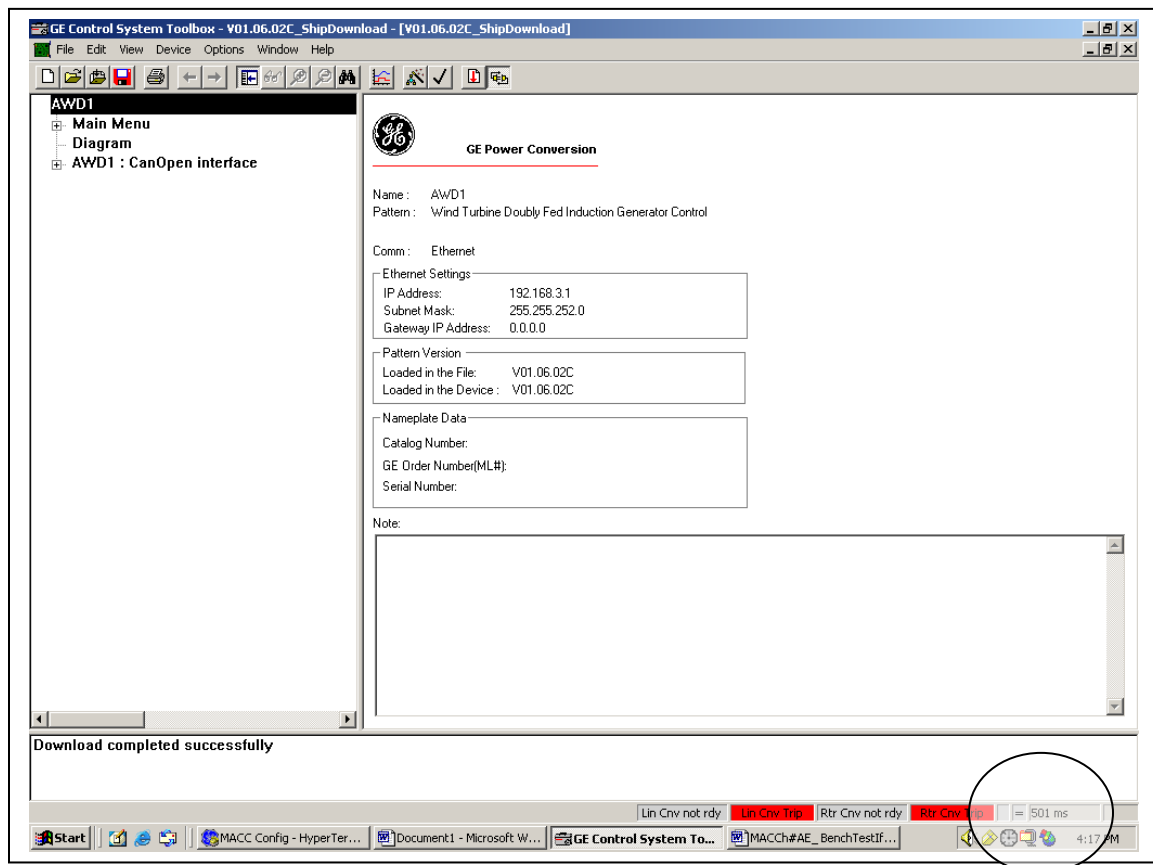 GE Control System Toolbox - V01.06.02C_ShipDownload - [V01.06.02C_ShipDownload]
File Edit View Device Options Window Help
AWD1
Main Menu
Diagram
AWD1 : CanOpen interface
GE Power Conversion
Name : AWD1
Pattern : Wind Turbine Doubly Fed Induction Generator Control
Comm : Ethernet
Ethernet Settings
IP Address: 192.168.3.1
Subnet Mask: 255.255.252.0
Gateway IP Address: 0.0.0.0
Pattern Version
Loaded in the File: V01.06.02C
Loaded in the Device : V01.06.02C
Nameplate Data
Catalog Number:
GE Order Number(ML#):
Serial Number:
Note:
Download completed successfully
Lin Cnv not rdy Lin Cnv Trip Rtr Cnv not rdy Rtr Cnv Trip = 501 ms
Start MACC Config - HyperTer... Document1 - Microsoft W... GE Control System To... MACCh#AE_BenchTestIf... 4:17 PM